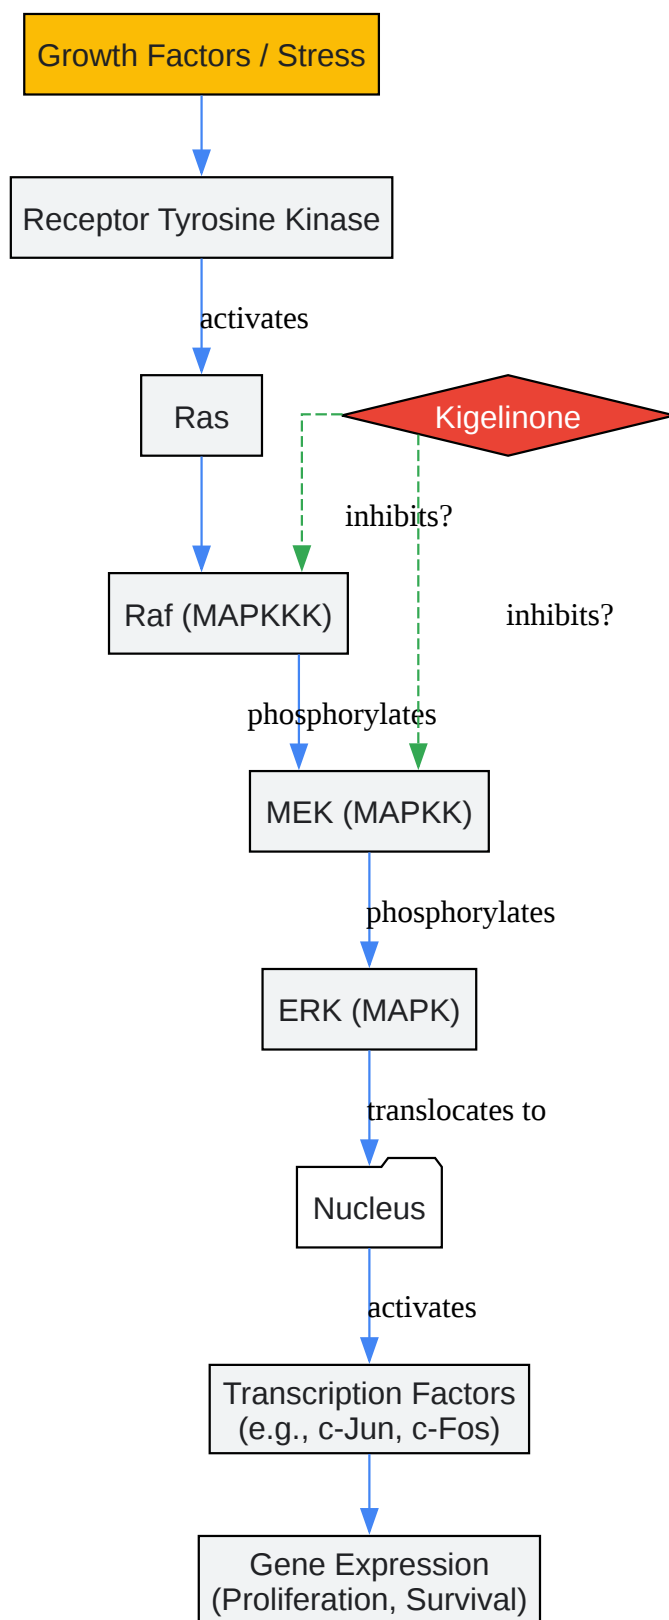 Growth Factors / Stress
Receptor Tyrosine Kinase
activates
Ras
Kigelinone
inhibits?
Raf (MAPKKK)
inhibits?
phosphorylates
MEK (MAPKK)
phosphorylates
ERK (MAPK)
translocates to
Nucleus
activates
Transcription Factors
(e.g., c-Jun, c-Fos)
Gene Expression
(Proliferation, Survival)